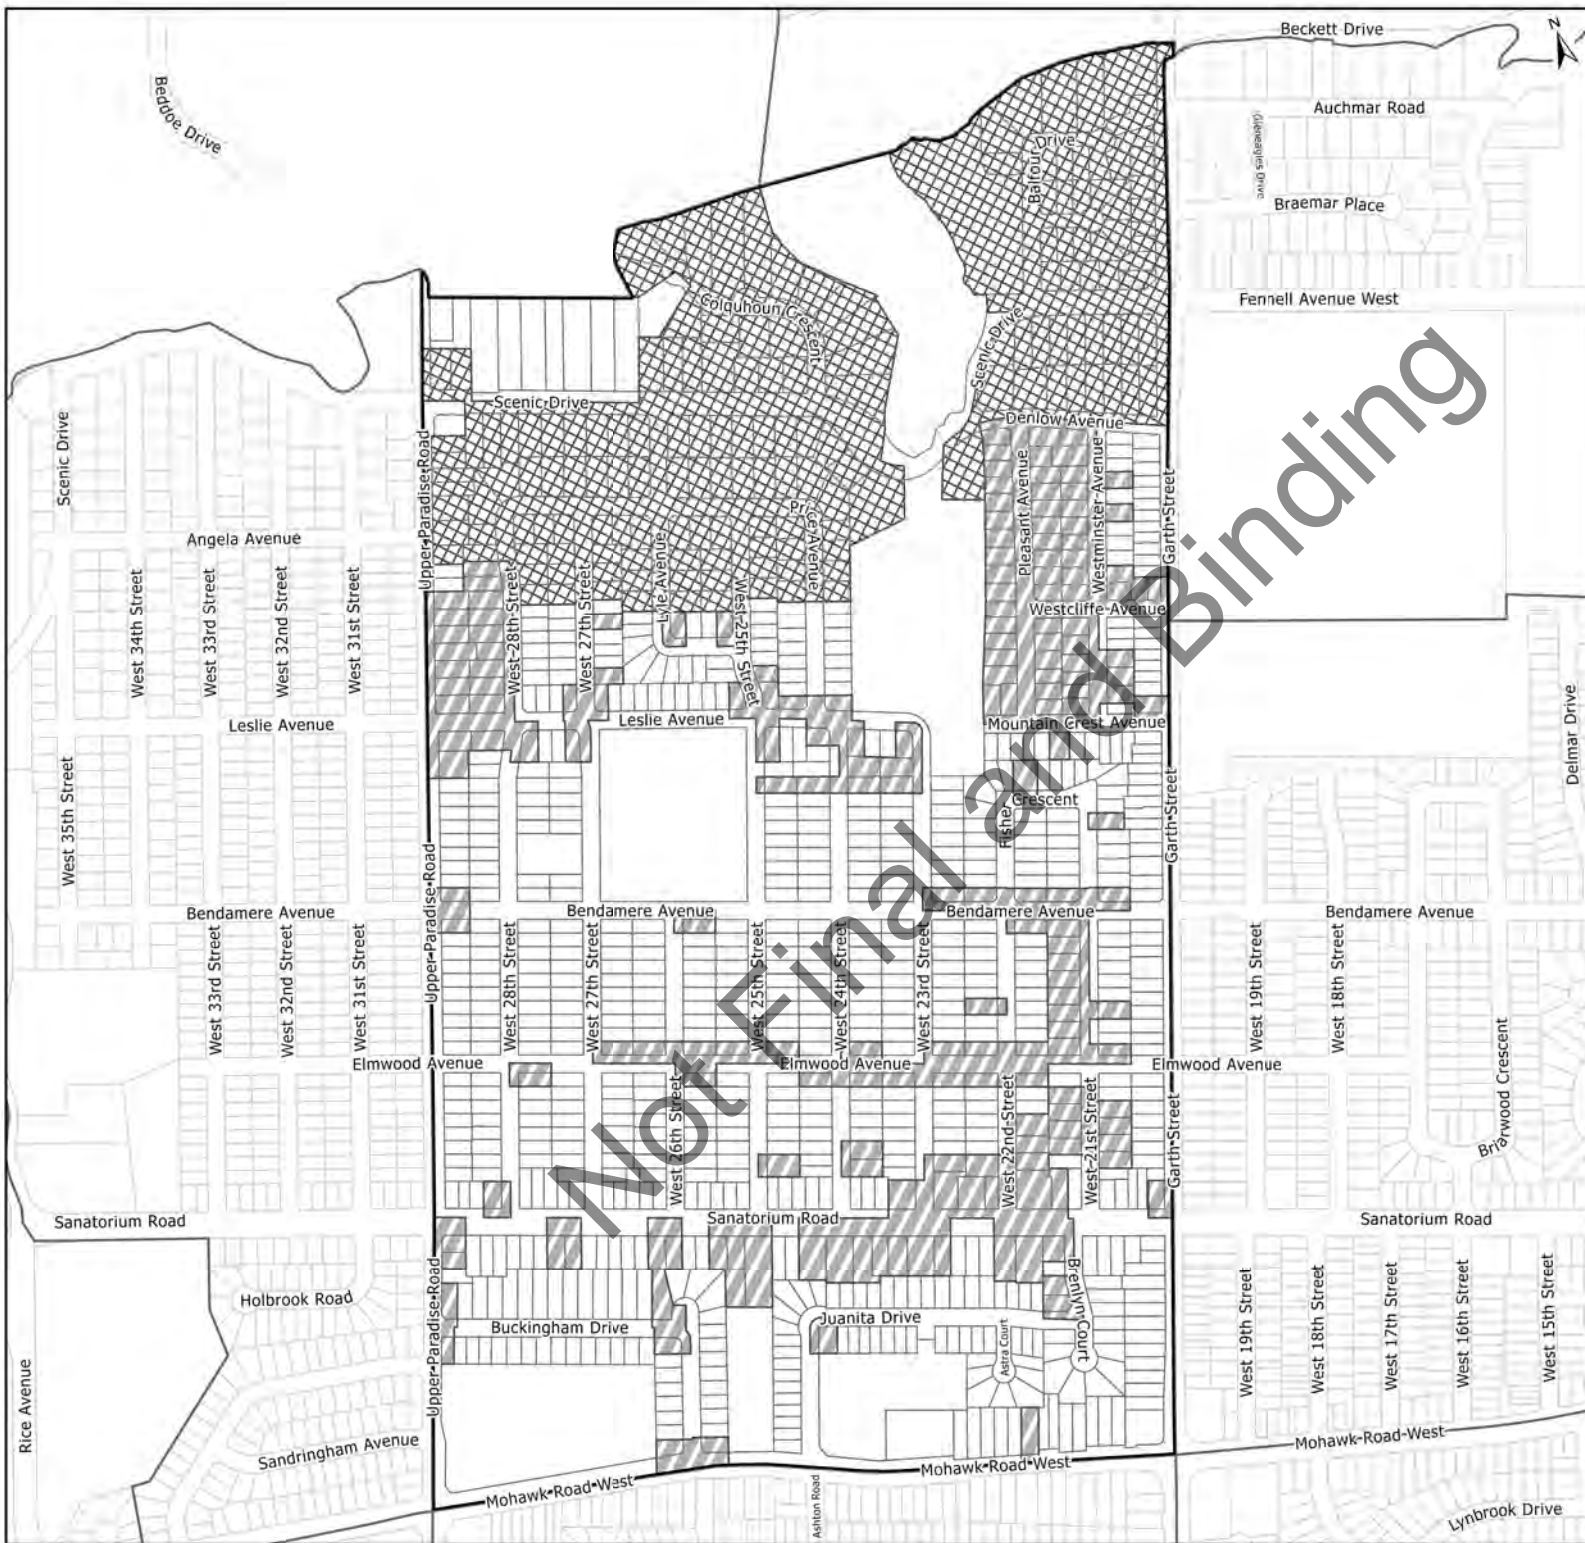 Beckett Drive
N
Beddoe Drive
Auchmar Road
Gleneagles Drive
Balfour Drive
Braemar Place
Fennell Avenue West
Colquhoun Crescent
Scenic Drive
Scenic Drive
Scenic Drive
Denlow Avenue
Upper Paradise Road
Pleasant Avenue
Westminster Avenue
Garth Street
Price Avenue
Angela Avenue
Lyle Avenue
West 34th Street
West 33rd Street
West 32nd Street
West 31st Street
West 28th Street
West 27th Street
West 25th Street
Westcliffe Avenue
Leslie Avenue
Leslie Avenue
Mountain Crest Avenue
Delmar Drive
West 35th Street
Upper Paradise Road
Fisher Crescent
Garth Street
Bendamere Avenue
Bendamere Avenue
Bendamere Avenue
Bendamere Avenue
West 33rd Street
West 32nd Street
West 31st Street
Upper Paradise Road
West 28th Street
West 27th Street
West 25th Street
West 24th Street
West 23rd Street
West 19th Street
West 18th Street
Elmwood Avenue
Elmwood Avenue
Elmwood Avenue
Briarwood Crescent
West 26th Street
West 22nd Street
West 21st Street
Garth Street
Sanatorium Road
Sanatorium Road
Sanatorium Road
Upper Paradise Road
Holbrook Road
Buckingham Drive
Juanita Drive
Brenlyn Court
Astra Court
West 19th Street
West 18th Street
West 17th Street
West 16th Street
West 15th Street
Rice Avenue
Sandringham Avenue
Mohawk Road West
Mohawk Road West
Mohawk Road West
Ashton Road
Lynbrook Drive
Not Final and Binding